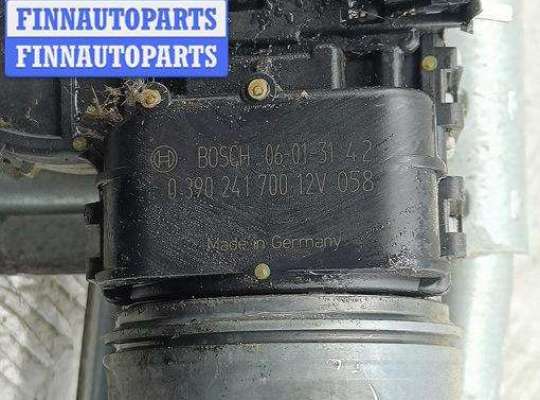 FINNAUTOPARTS
FINNAUTOPARTS
BOSCH 06-01-31 4 2
0 390 241 700 12V 058
Made in Germany